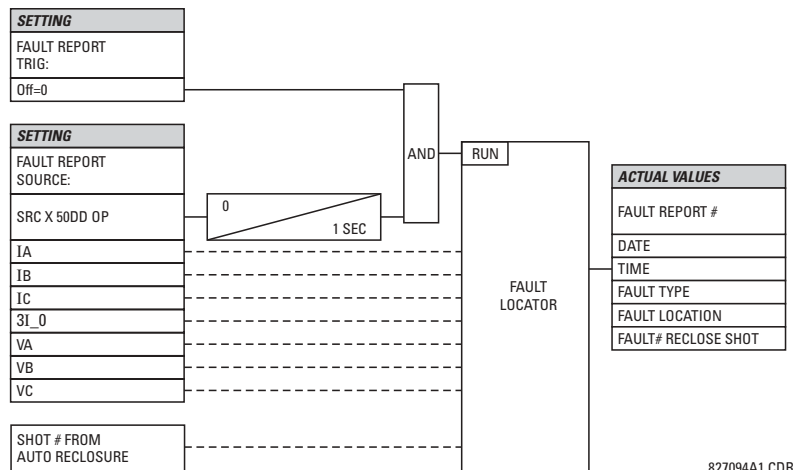 SETTING
FAULT REPORT
TRIG:
Off=0
SETTING
FAULT REPORT
SOURCE:
SRC X 50DD OP
IA
IB
IC
3I_0
VA
VB
VC
SHOT # FROM
AUTO RECLOSURE
0
1 SEC
AND
RUN
FAULT
LOCATOR
ACTUAL VALUES
FAULT REPORT #
DATE
TIME
FAULT TYPE
FAULT LOCATION
FAULT# RECLOSE SHOT
827094A1.CDR